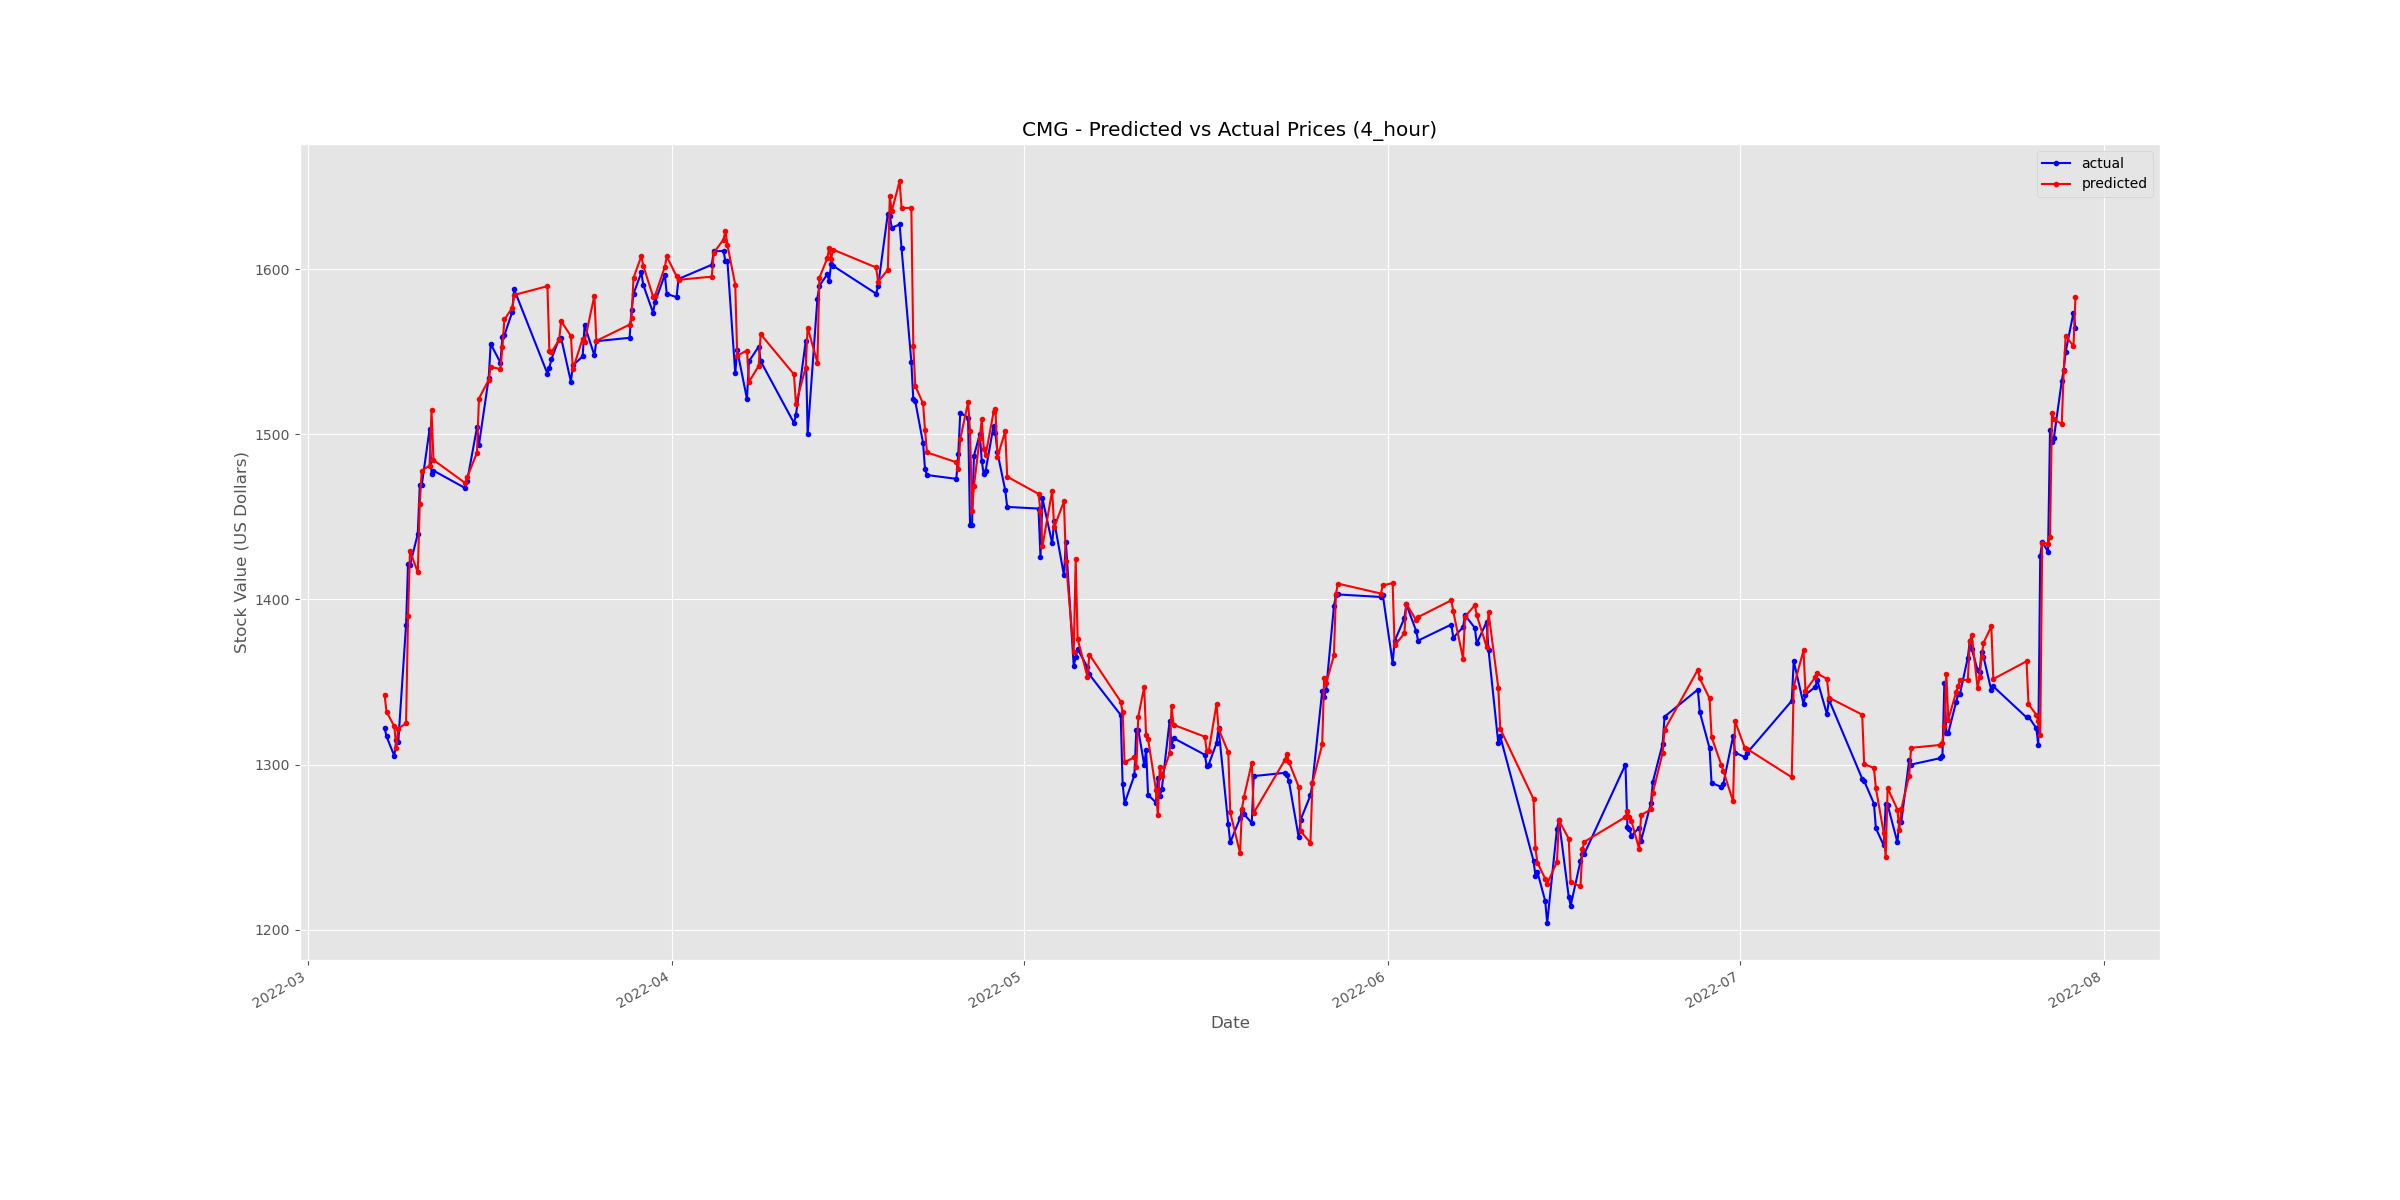 CMG - Predicted vs Actual Prices (4_hour)
actual
predicted
1600
1500
1400
1300
1200
Stock Value (US Dollars)
2022-03
2022-04
2022-05
2022-06
2022-07
2022-08
Date